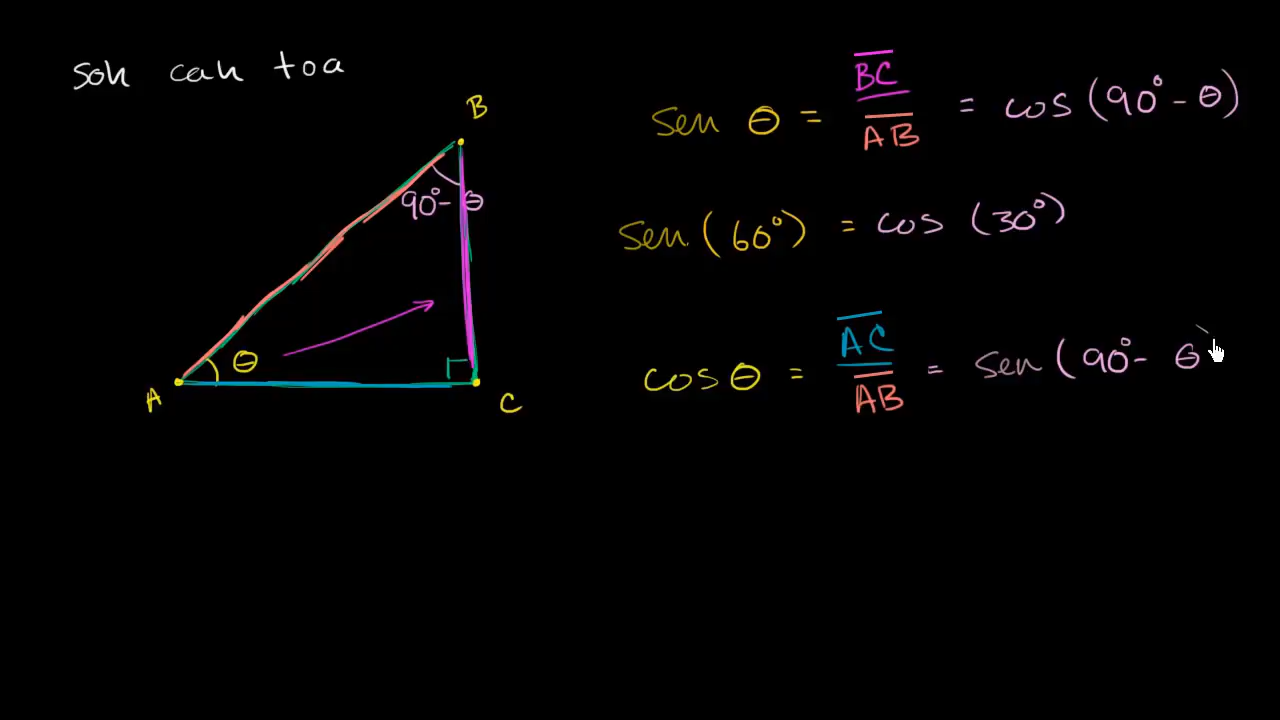 soh cah toa
B
90° - θ
θ
A
C
sen θ = BC / AB = cos (90° - θ)
sen (60°) = cos (30°)
cos θ = AC / AB = sen (90° - θ